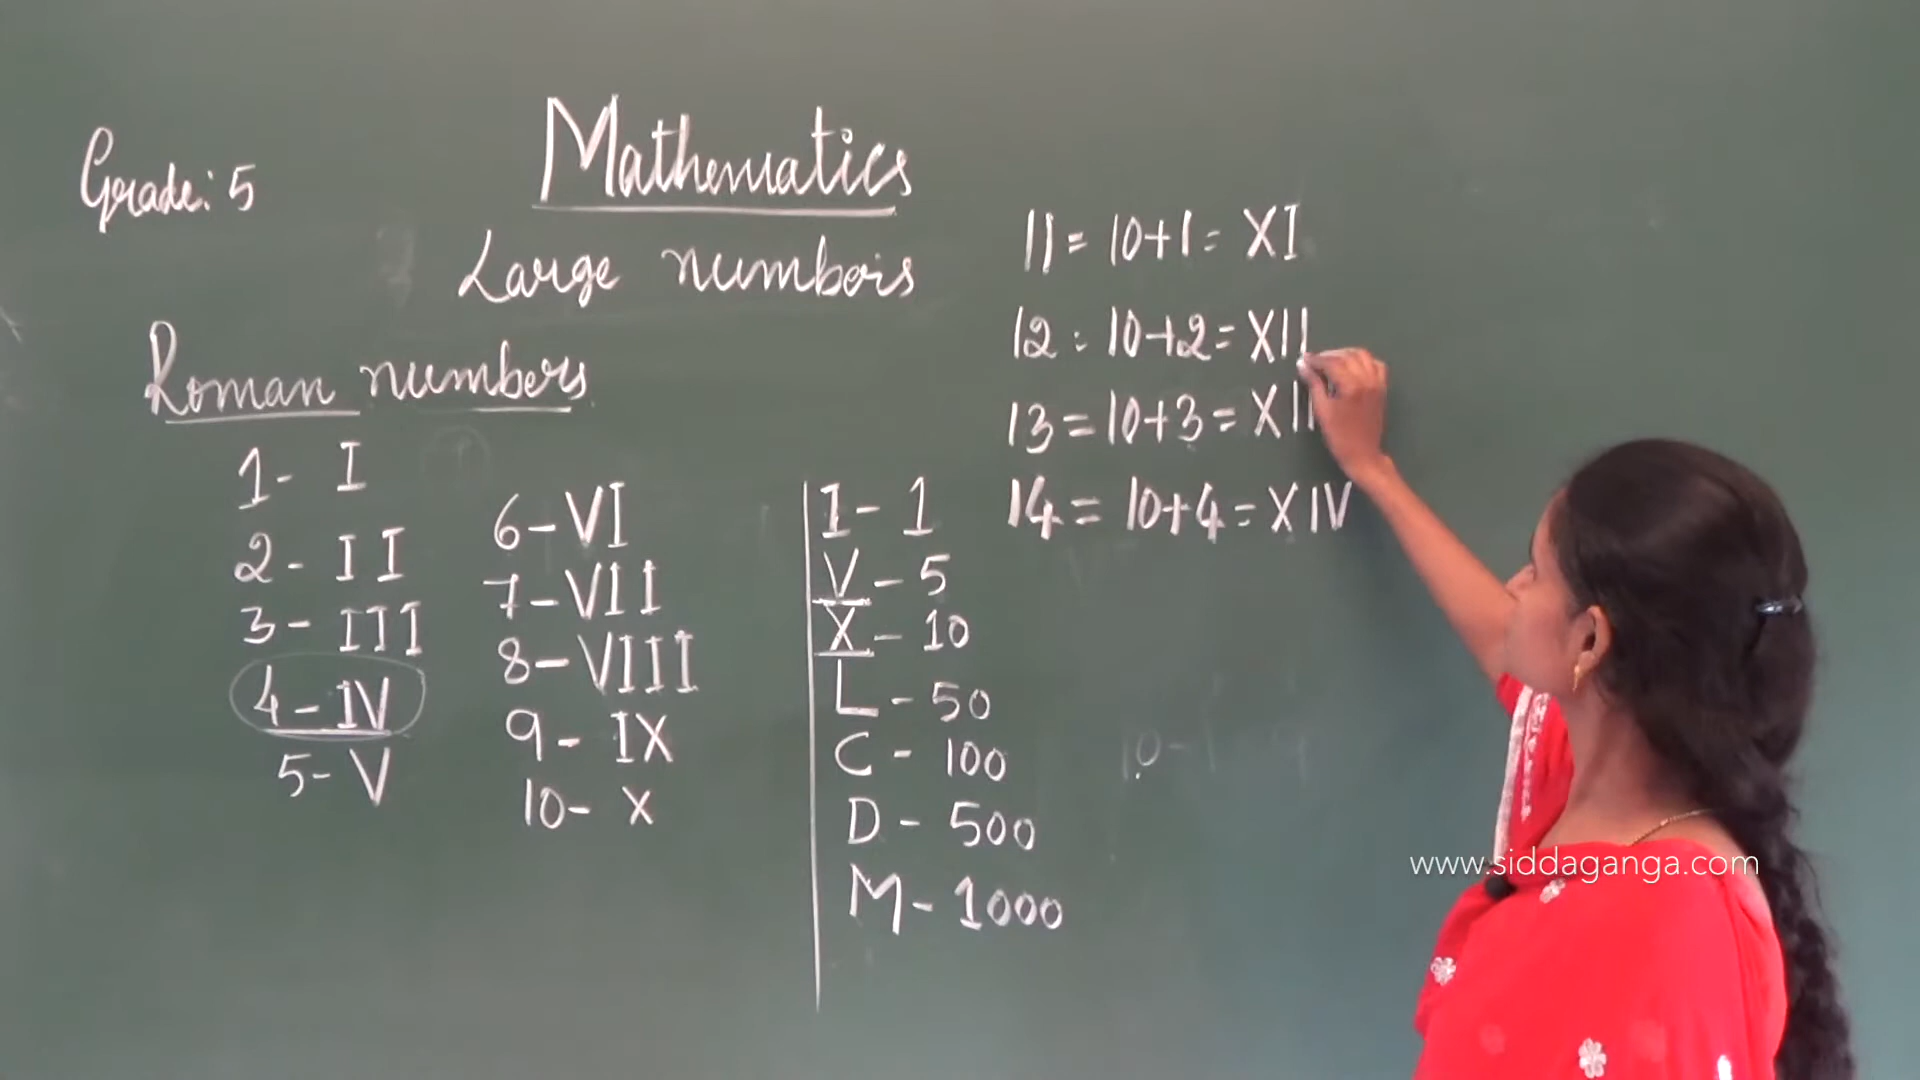 Grade: 5
Mathematics
Large numbers
Roman numbers
1- I
2- II
3- III
4- IV
5- V
6- VI
7- VII
8- VIII
9- IX
10- X
I- 1
V- 5
X- 10
L- 50
C- 100
D- 500
M- 1000
11 = 10+1 = XI
12 : 10+2 = XII
13 = 10+3 =
14 = 10+4 = XIV
www.siddaganga.com